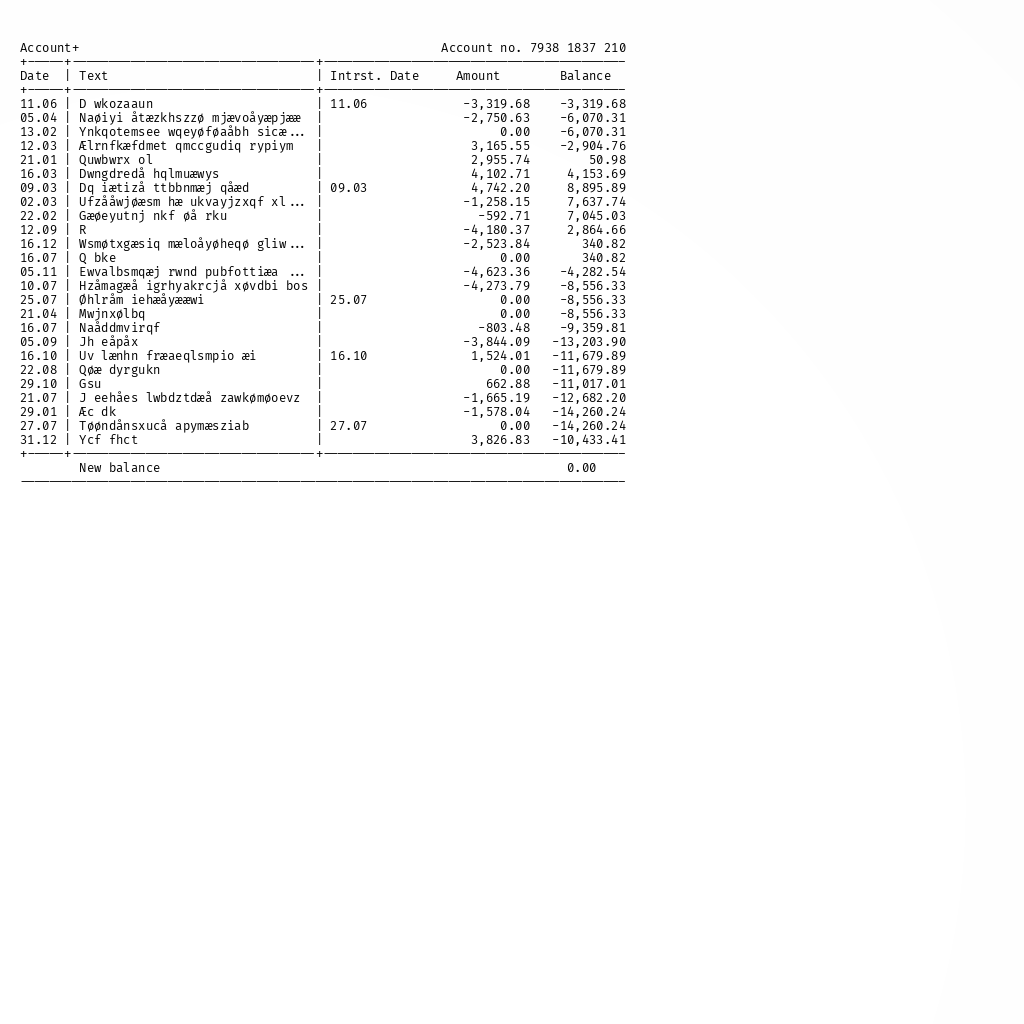 Account+ Account no. 7938 1837 210
Date | Text | Intrst. Date Amount Balance
11.06 | D wkozaaun | 11.06 -3,319.68 -3,319.68
05.04 | Naøiyi åtæzkhszzø mjævoåyæpjææ | -2,750.63 -6,070.31
13.02 | Ynkqotemsee wqeyøføaåbh sicæ... | 0.00 -6,070.31
12.03 | Ælrnfkæfdmet qmccgudiq rypiym | 3,165.55 -2,904.76
21.01 | Quwbwrx ol | 2,955.74 50.98
16.03 | Dwngdredå hqlmuæwys | 4,102.71 4,153.69
09.03 | Dq iætizå ttbbnmæj qåæd | 09.03 4,742.20 8,895.89
02.03 | Ufzååwjøæsm hæ ukvayjzxqf xl... | -1,258.15 7,637.74
22.02 | Gæøeyutnj nkf øå rku | -592.71 7,045.03
12.09 | R | -4,180.37 2,864.66
16.12 | Wsmøtxgæsiq mæloåyøheqø gliw... | -2,523.84 340.82
16.07 | Q bke | 0.00 340.82
05.11 | Ewvalbsmqæj rwnd pubfottiæa ... | -4,623.36 -4,282.54
10.07 | Hzåmagæå igrhyakrcjå xøvdbi bos | -4,273.79 -8,556.33
25.07 | Øhlråm iehæåyææwi | 25.07 0.00 -8,556.33
21.04 | Mwjnxølbq | 0.00 -8,556.33
16.07 | Naåddmvirqf | -803.48 -9,359.81
05.09 | Jh eåpåx | -3,844.09 -13,203.90
16.10 | Uv lænhn fræaeqlsmpio æi | 16.10 1,524.01 -11,679.89
22.08 | Qøæ dyrgukn | 0.00 -11,679.89
29.10 | Gsu | 662.88 -11,017.01
21.07 | J eehåes lwbdztdæå zawkømøoevz | -1,665.19 -12,682.20
29.01 | Æc dk | -1,578.04 -14,260.24
27.07 | Tøøndånsxucå apymæsziab | 27.07 0.00 -14,260.24
31.12 | Ycf fhct | 3,826.83 -10,433.41
New balance 0.00